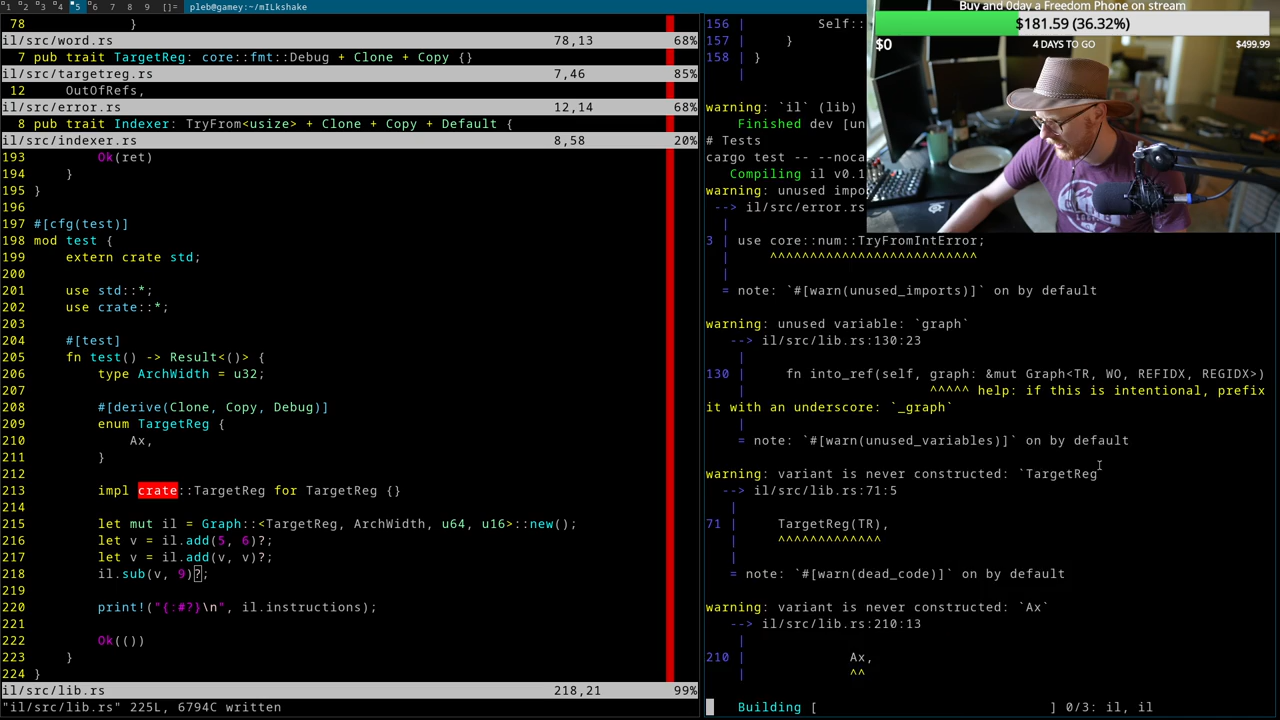 1 2 3 4 5 6 7 8 9 []= pleb@gamey:~/mILkshake
78 }
il/src/word.rs 78,13 68%
7 pub trait TargetReg: core::fmt::Debug + Clone + Copy {}
il/src/targetreg.rs 7,46 85%
12 OutOfRefs,
il/src/error.rs 12,14 68%
8 pub trait Indexer: TryFrom<usize> + Clone + Copy + Default {
il/src/indexer.rs 8,58 20%
193 Ok(ret)
194 }
195 }
196
197 #[cfg(test)]
198 mod test {
199 extern crate std;
200
201 use std::*;
202 use crate::*;
203
204 #[test]
205 fn test() -> Result<()> {
206 type ArchWidth = u32;
207
208 #[derive(Clone, Copy, Debug)]
209 enum TargetReg {
210 Ax,
211 }
212
213 impl crate::TargetReg for TargetReg {}
214
215 let mut il = Graph::<TargetReg, ArchWidth, u64, u16>::new();
216 let v = il.add(5, 6)?;
217 let v = il.add(v, v)?;
218 il.sub(v, 9)?;
219
220 print!("{:#?}\n", il.instructions);
221
222 Ok(())
223 }
224 }
il/src/lib.rs 218,21 99%
"il/src/lib.rs" 225L, 6794C written
156 | Self::
157 | }
158 | }
|
warning: `il` (lib)
Finished dev [un
# Tests
cargo test -- --noca
Compiling il v0.1
warning: unused impo
--> il/src/error.rs
|
3 | use core::num::TryFromIntError;
| ^^^^^^^^^^^^^^^^^^^^^^^^^^
|
= note: `#[warn(unused_imports)]` on by default
warning: unused variable: `graph`
--> il/src/lib.rs:130:23
|
130 | fn into_ref(self, graph: &mut Graph<TR, WO, REFIDX, REGIDX>)
| ^^^^^ help: if this is intentional, prefix
it with an underscore: `_graph`
|
= note: `#[warn(unused_variables)]` on by default
warning: variant is never constructed: `TargetReg`
--> il/src/lib.rs:71:5
|
71 | TargetReg(TR),
| ^^^^^^^^^^^^^
|
= note: `#[warn(dead_code)]` on by default
warning: variant is never constructed: `Ax`
--> il/src/lib.rs:210:13
|
210 | Ax,
| ^^
Building [ ] 0/3: il, il
Buy and 0day a Freedom Phone on stream
$181.59 (36.32%)
$0 4 DAYS TO GO $499.99